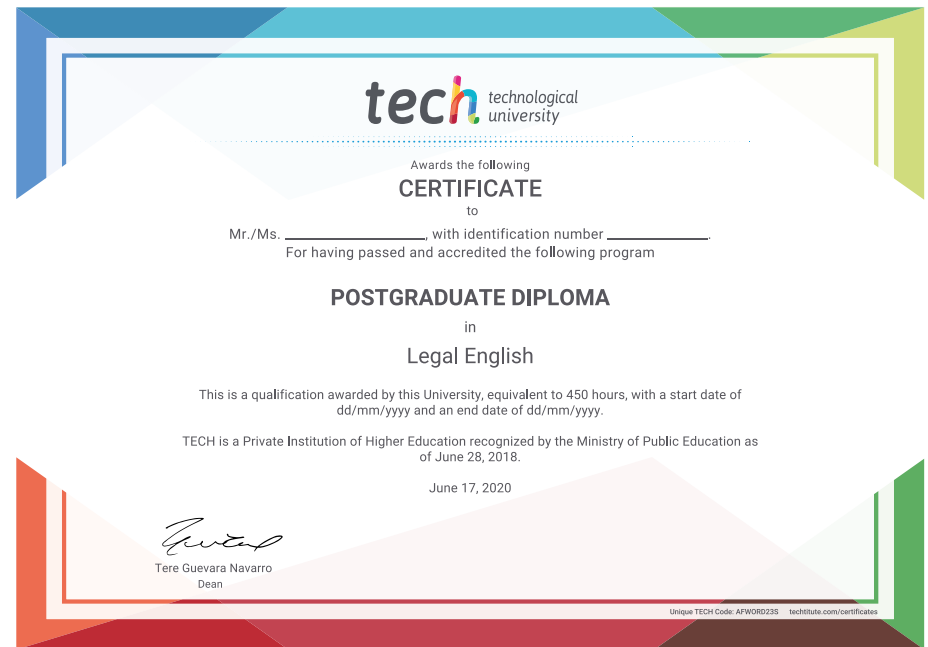 tech technological
university
Awards the following
CERTIFICATE
to
Mr./Ms. ____________________, with identification number ______________.
For having passed and accredited the following program
POSTGRADUATE DIPLOMA
in
Legal English
This is a qualification awarded by this University, equivalent to 450 hours, with a start date of
dd/mm/yyyy and an end date of dd/mm/yyyy.
TECH is a Private Institution of Higher Education recognized by the Ministry of Public Education as
of June 28, 2018.
June 17, 2020
Tere Guevara Navarro
Dean
Unique TECH Code: AFWORD23S techtitute.com/certificates